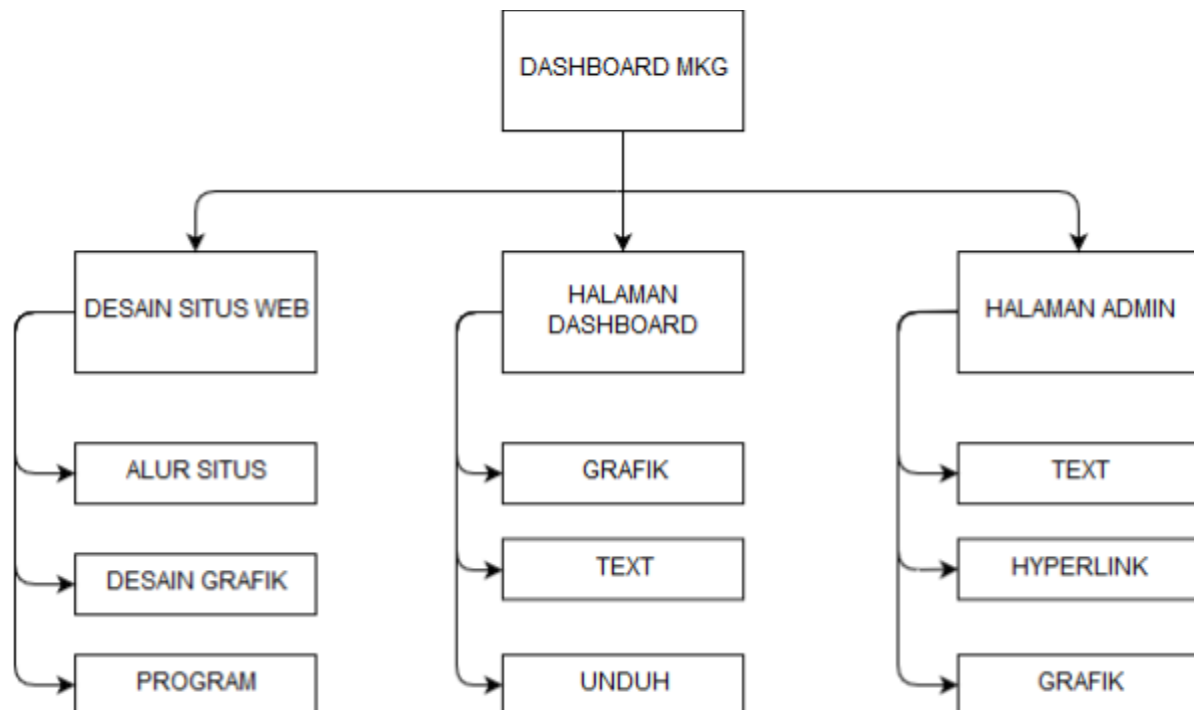 DASHBOARD MKG
DESAIN SITUS WEB
HALAMAN
DASHBOARD
HALAMAN ADMIN
ALUR SITUS
GRAFIK
TEXT
DESAIN GRAFIK
TEXT
HYPERLINK
PROGRAM
UNDUH
GRAFIK